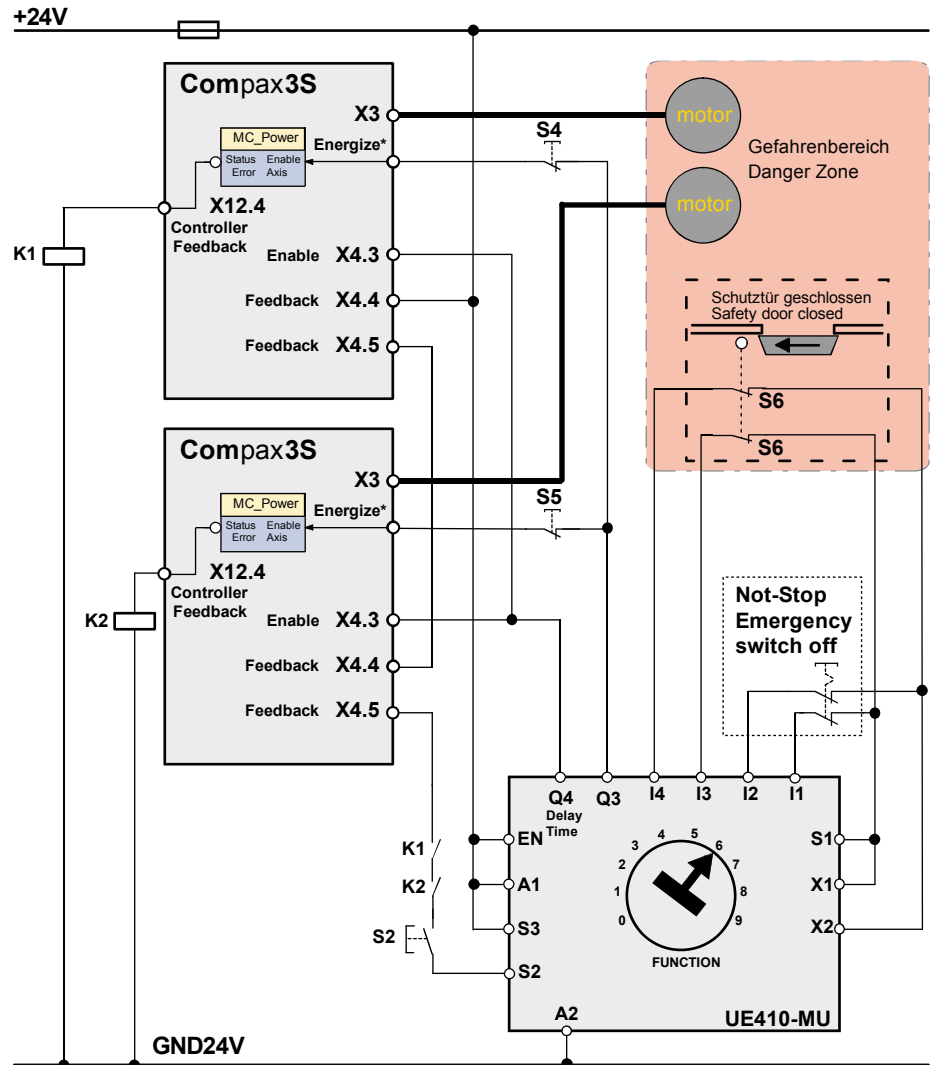 +24V
Compax3S
X3
MC_Power
Status Enable
Error Axis
Energize*
X12.4
Controller
Feedback
Enable X4.3
Feedback X4.4
Feedback X4.5
K1
S4
motor
motor
Gefahrenbereich
Danger Zone
Schutztür geschlossen
Safety door closed
S6
S6
Compax3S
X3
MC_Power
Status Enable
Error Axis
Energize*
X12.4
Controller
Feedback
Enable X4.3
Feedback X4.4
Feedback X4.5
K2
S5
Not-Stop
Emergency
switch off
Q4
Delay
Time
Q3
I4
I3
I2
I1
EN
A1
S3
S2
K1
K2
S2
0
1
2
3
4
5
6
7
8
9
FUNCTION
S1
X1
X2
A2
UE410-MU
GND24V